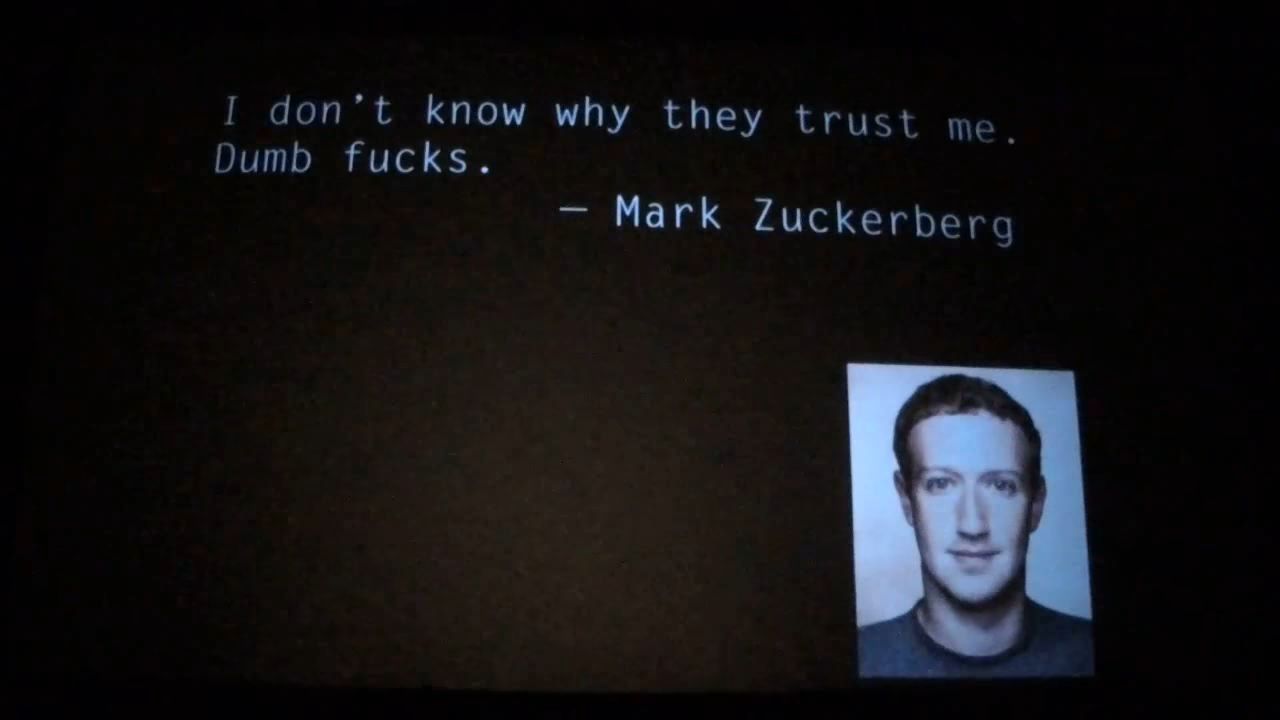 I don’t know why they trust me.
Dumb fucks.
— Mark Zuckerberg